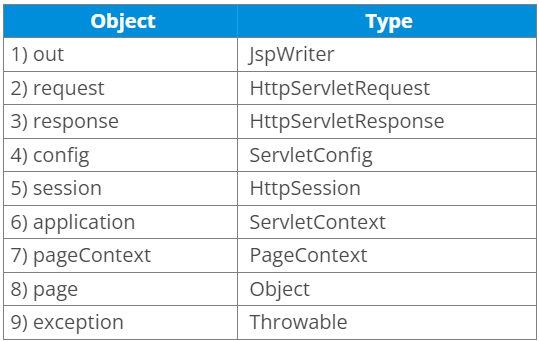 Object Type
1) out JspWriter
2) request HttpServletRequest
3) response HttpServletResponse
4) config ServletConfig
5) session HttpSession
6) application ServletContext
7) pageContext PageContext
8) page Object
9) exception Throwable